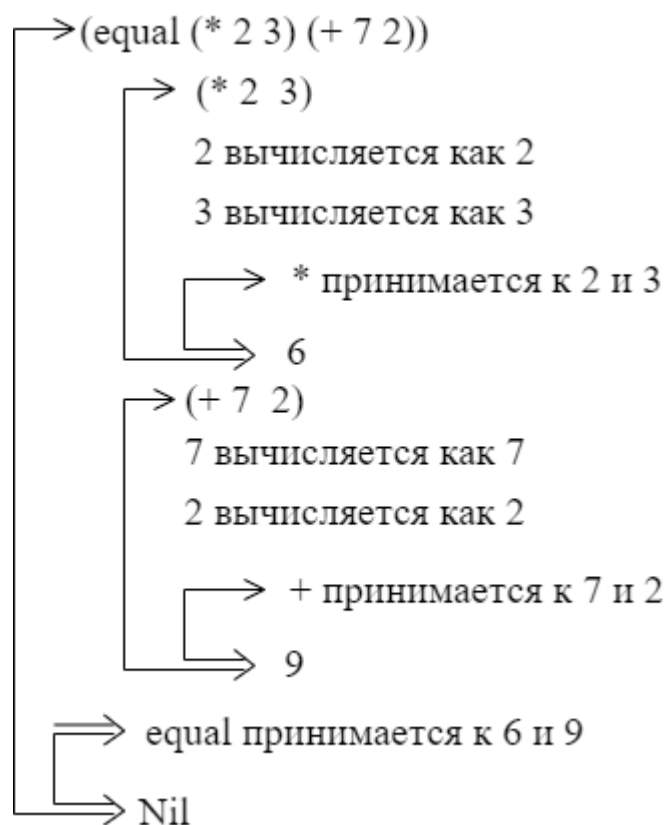 (equal (* 2 3) (+ 7 2))
(* 2 3)
2 вычисляется как 2
3 вычисляется как 3
* принимается к 2 и 3
6
(+ 7 2)
7 вычисляется как 7
2 вычисляется как 2
+ принимается к 7 и 2
9
equal принимается к 6 и 9
Nil